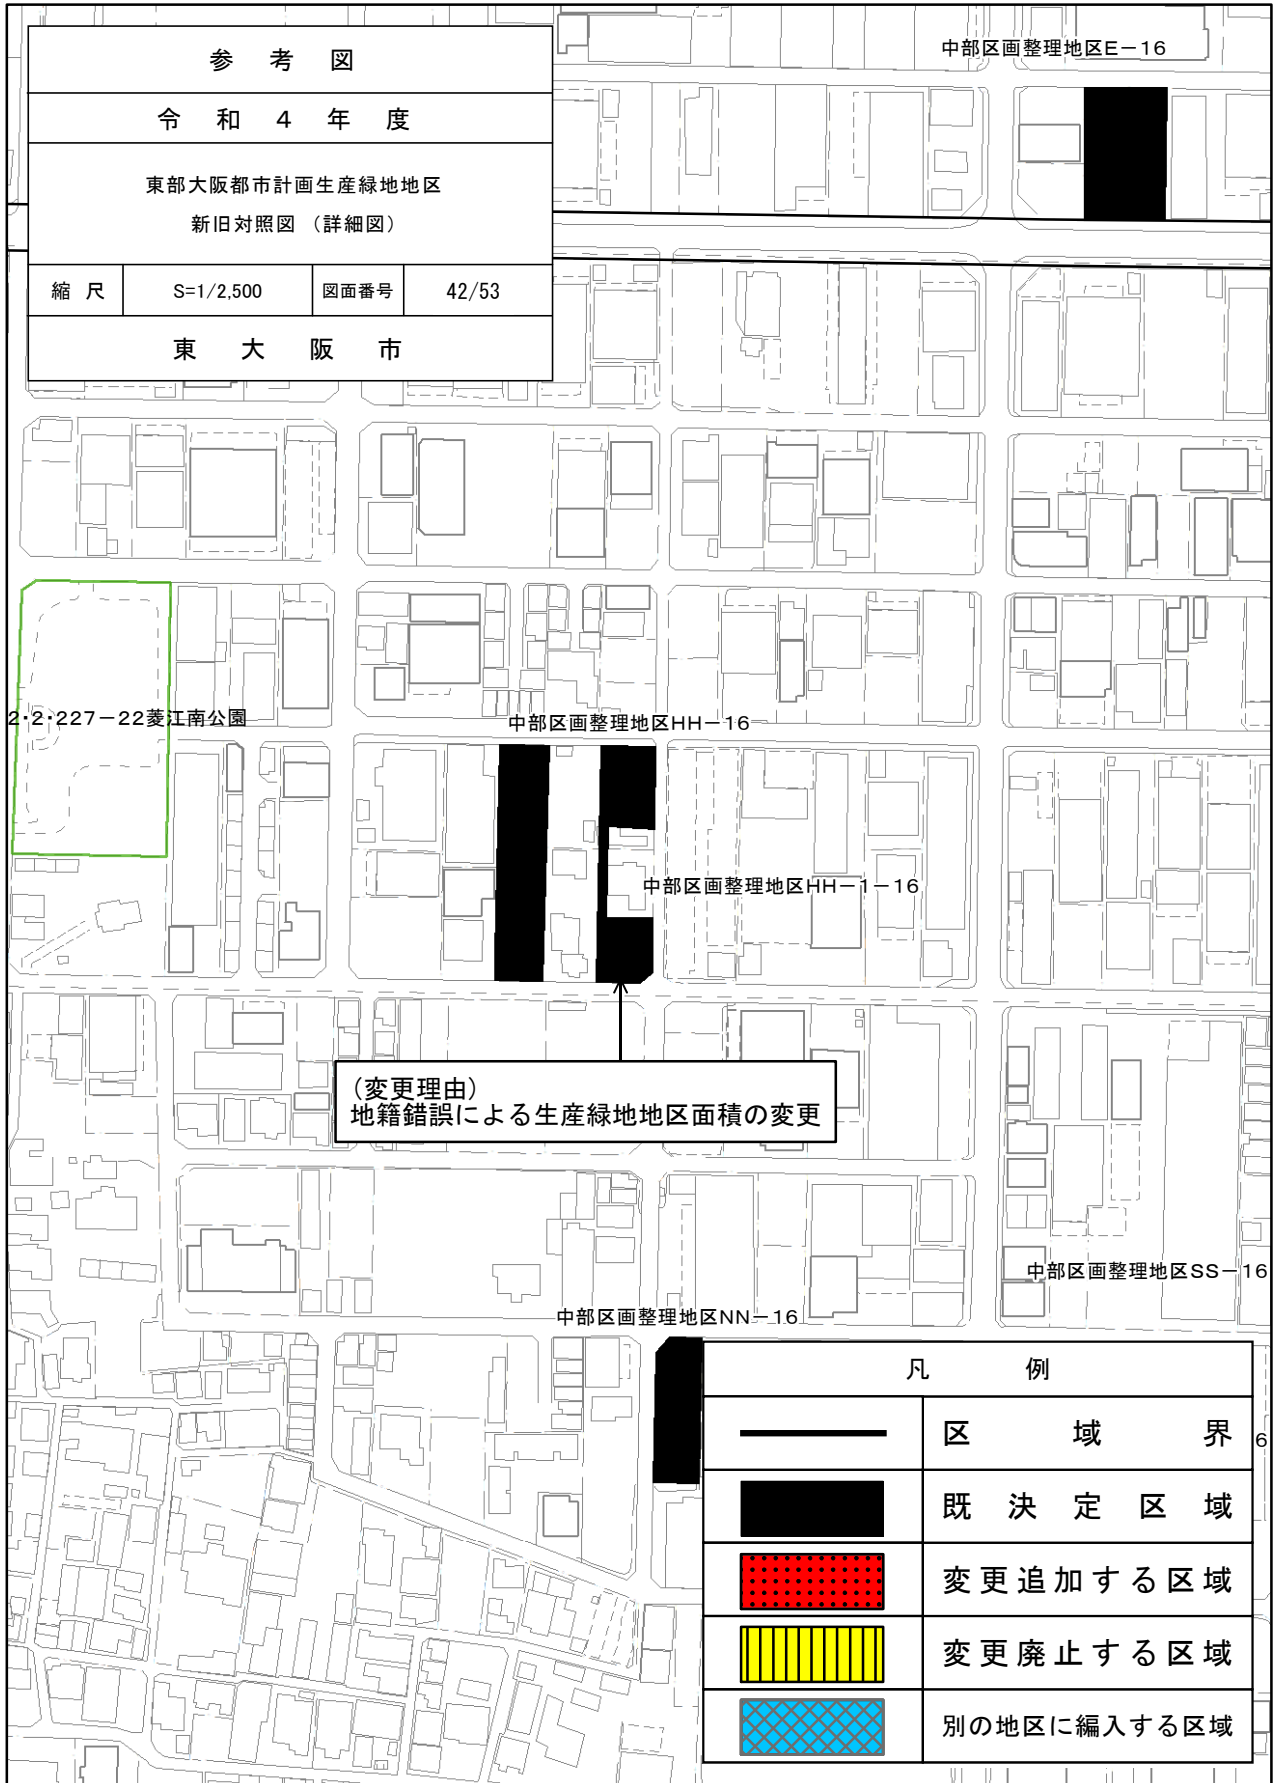 参考図
令和4年度
東部大阪都市計画生産緑地地区
新旧対照図 (詳細図)
縮尺 S=1/2,500 図面番号 42/53
東大阪市
中部区画整理地区E－16
2・2・227－22菱江南公園
中部区画整理地区HH－16
中部区画整理地区HH－1－16
(変更理由)
地籍錯誤による生産緑地地区面積の変更
中部区画整理地区SS－16
中部区画整理地区NN－16
凡例
区域界
6
既決定区域
変更追加する区域
変更廃止する区域
別の地区に編入する区域